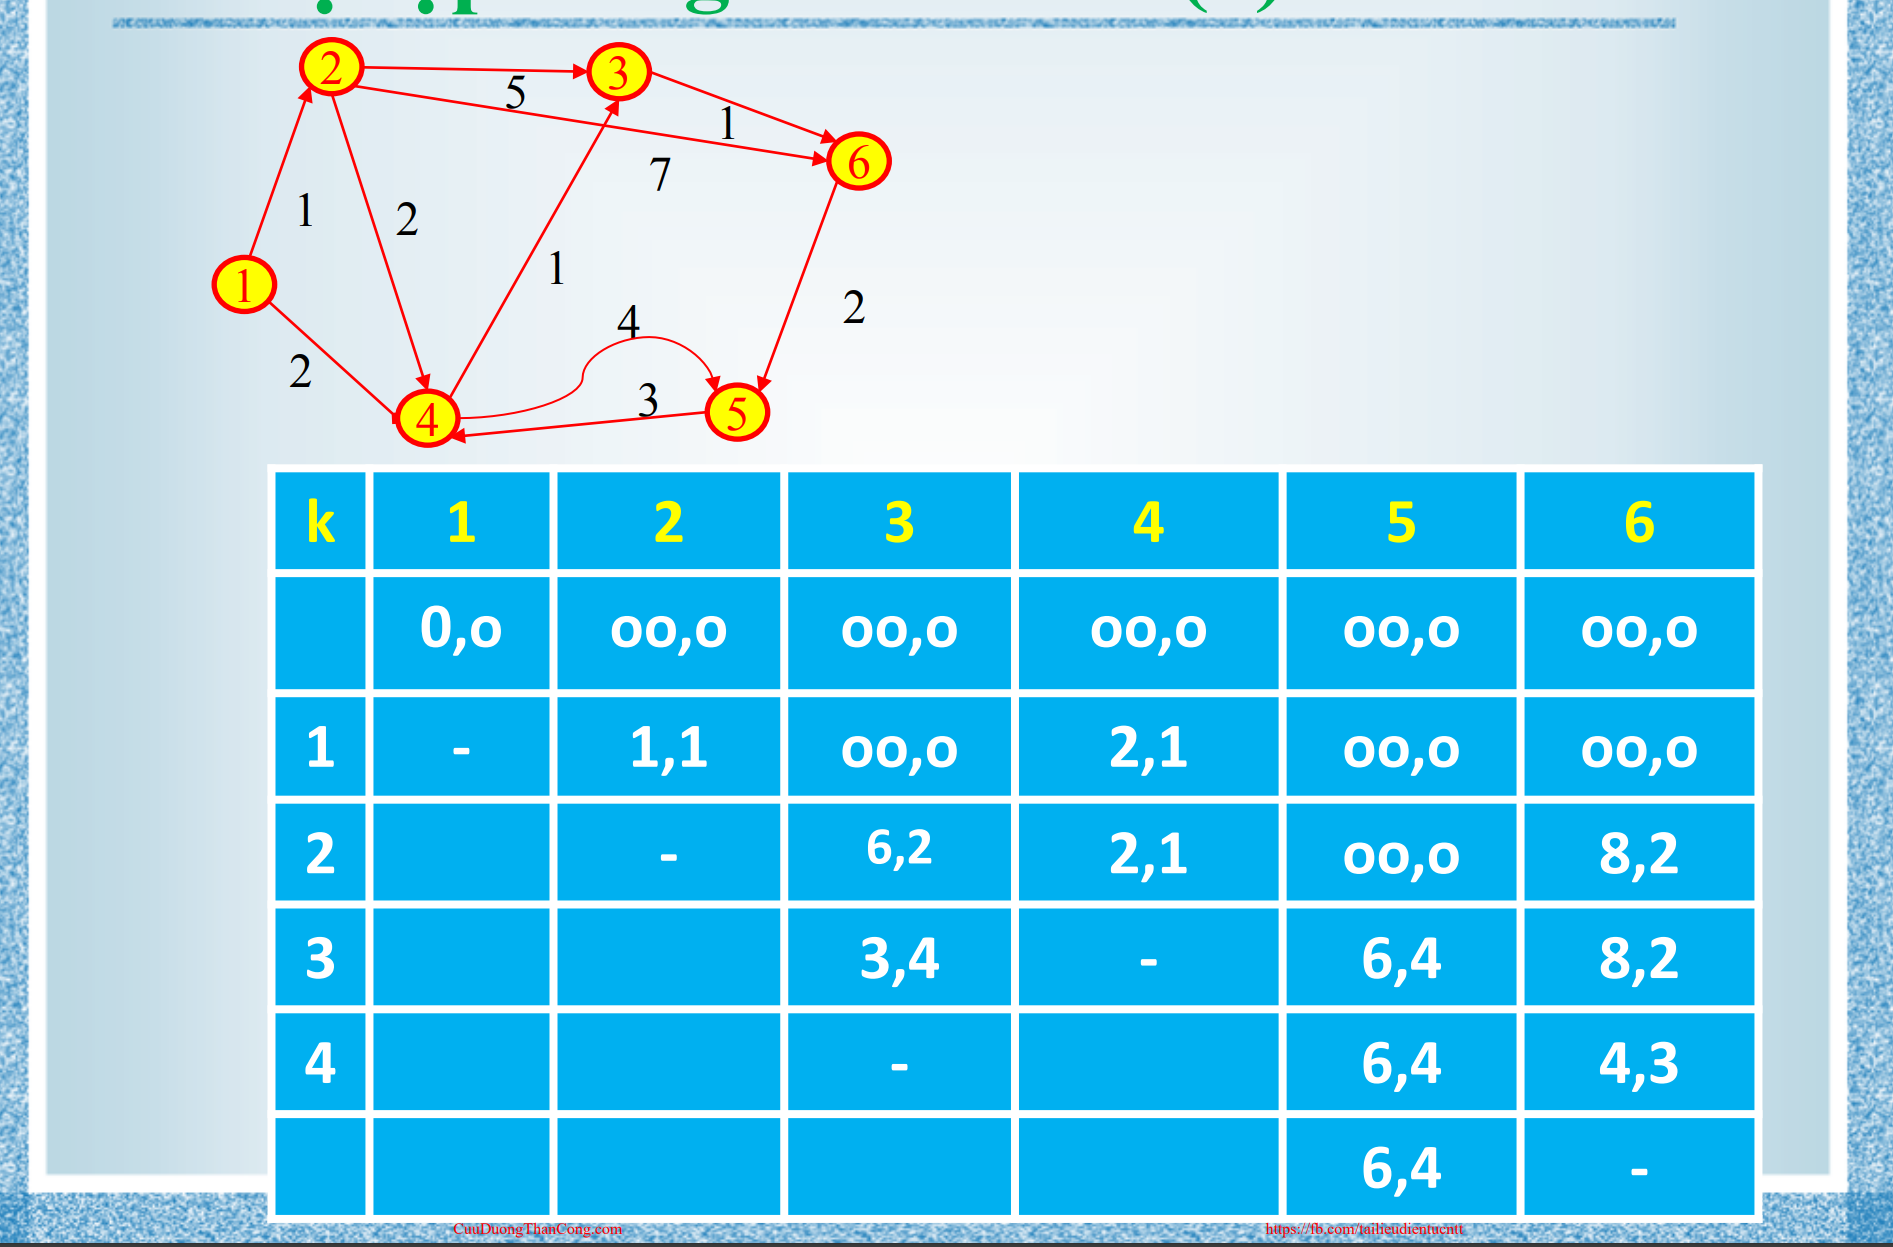 2
3
5
1
6
7
1
2
1
1
4
2
2
3
4
5
k 1 2 3 4 5 6
0,o oo,o oo,o oo,o oo,o oo,o
1 - 1,1 oo,o 2,1 oo,o oo,o
2 - 6,2 2,1 oo,o 8,2
3 3,4 - 6,4 8,2
4 - 6,4 4,3
6,4 -
CuuDuongThanCong.com https://fb.com/tailieudientucntt